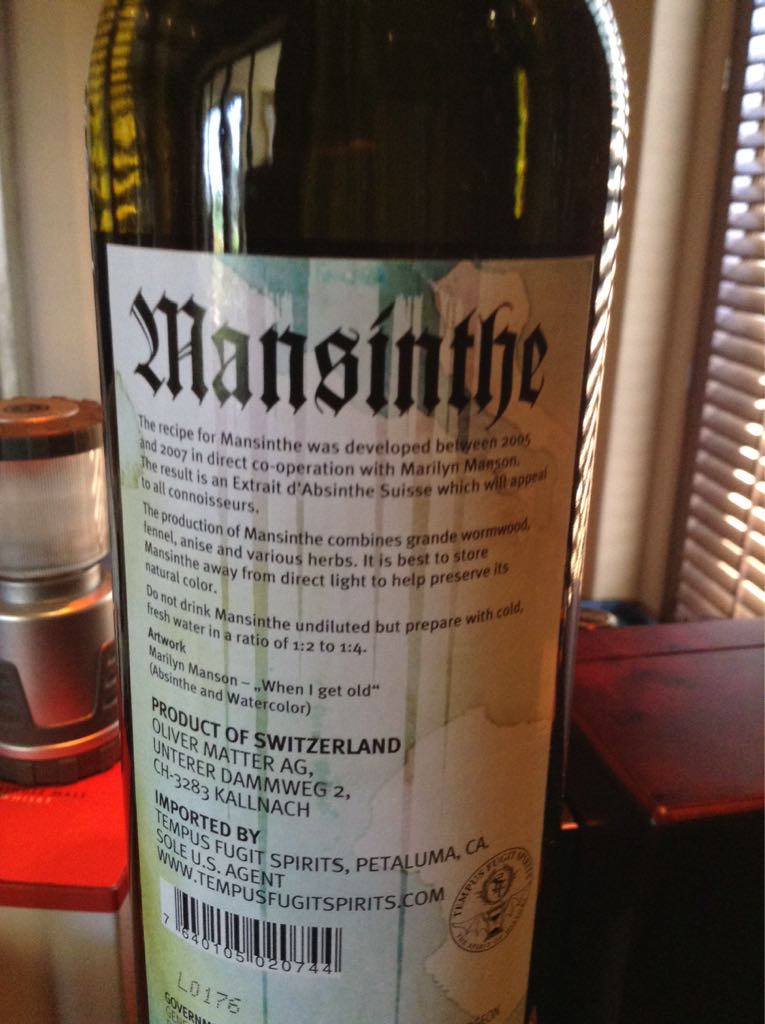 Mansinthe
The recipe for Mansinthe was developed between 2005
and 2007 in direct co-operation with Marilyn Manson.
The result is an Extrait d'Absinthe Suisse which will appeal
to all connoisseurs.
The production of Mansinthe combines grande wormwood,
fennel, anise and various herbs. It is best to store
Mansinthe away from direct light to help preserve its
natural color.
Do not drink Mansinthe undiluted but prepare with cold,
fresh water in a ratio of 1:2 to 1:4.
Artwork
Marilyn Manson – „When I get old“
(Absinthe and Watercolor)
PRODUCT OF SWITZERLAND
OLIVER MATTER AG,
UNTERER DAMMWEG 2,
CH-3283 KALLNACH
IMPORTED BY
TEMPUS FUGIT SPIRITS, PETALUMA, CA.
SOLE U.S. AGENT
WWW.TEMPUSFUGITSPIRITS.COM
TEMPUS FUGIT SPIRITS
7 640105 020744
L0176